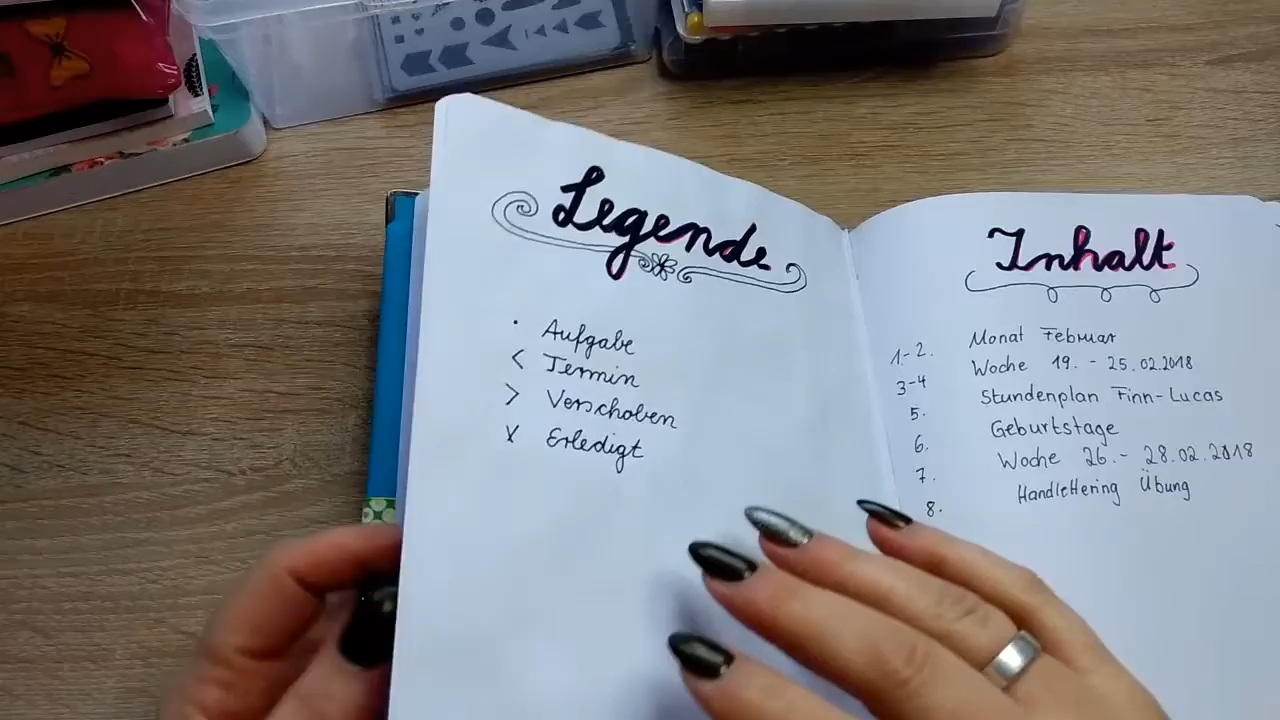 Legende
· Aufgabe
< Termin
> Verschoben
x Erledigt
Inhalt
1-2. Monat Februar
3-4 Woche 19. - 25.02.2018
5. Stundenplan Finn-Lucas
6. Geburtstage
7. Woche 26. - 28.02.2018
8. Handlettering Übung